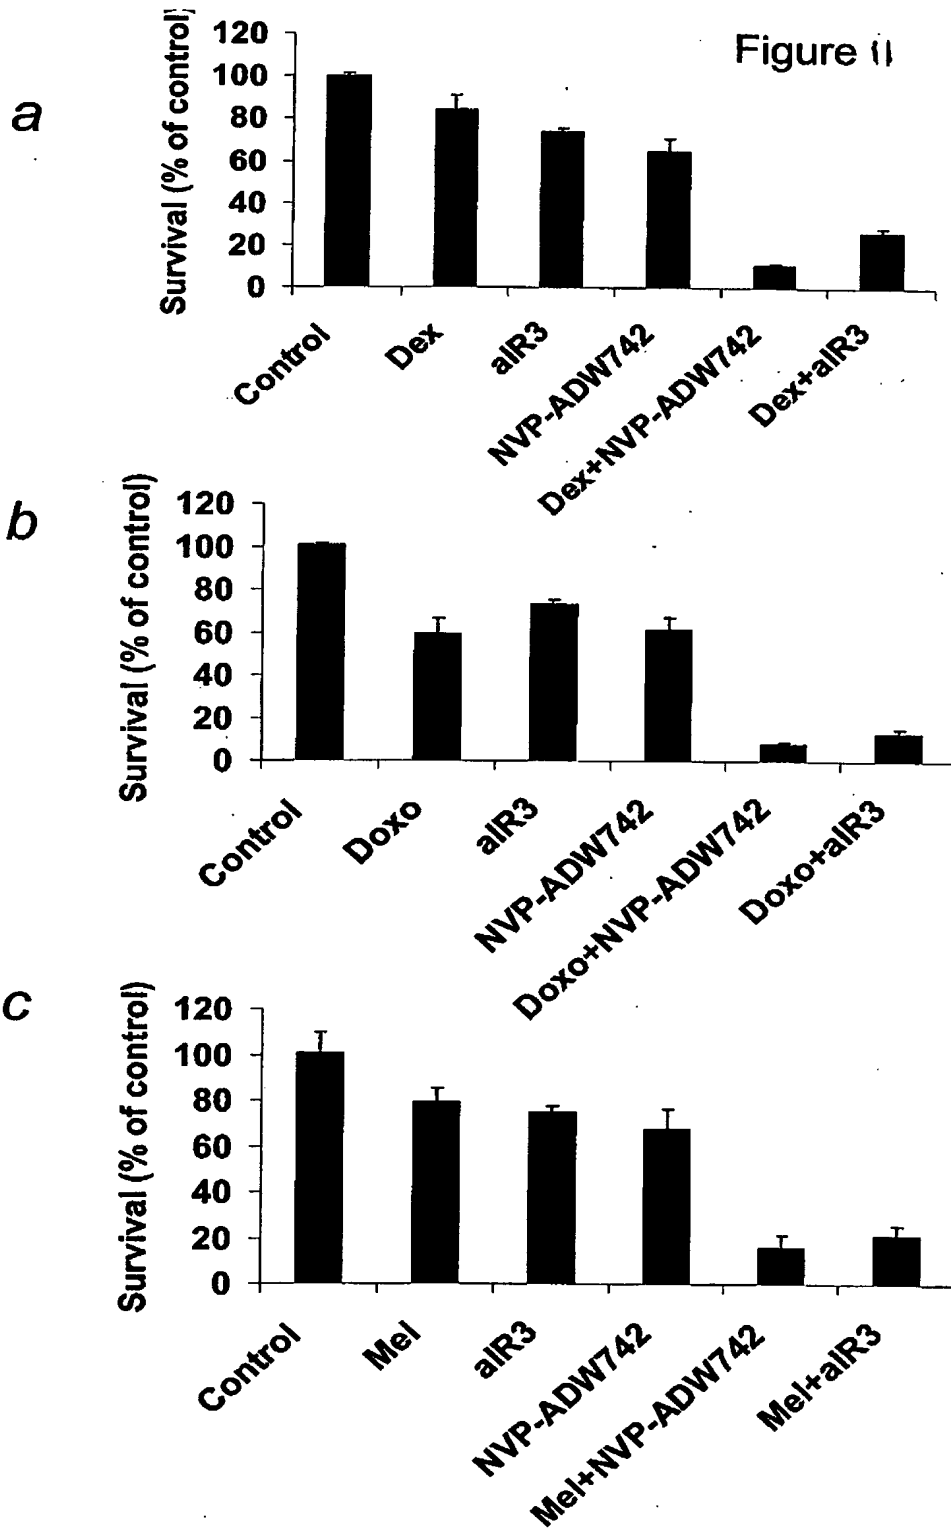 Figure 11
a
Survival (% of control)
120
100
80
60
40
20
0
Control
Dex
aIR3
NVP-ADW742
Dex+NVP-ADW742
Dex+aIR3
b
Survival (% of control)
120
100
80
60
40
20
0
Control
Doxo
aIR3
NVP-ADW742
Doxo+NVP-ADW742
Doxo+aIR3
c
Survival (% of control)
120
100
80
60
40
20
0
Control
Mel
aIR3
NVP-ADW742
Mel+NVP-ADW742
Mel+aIR3